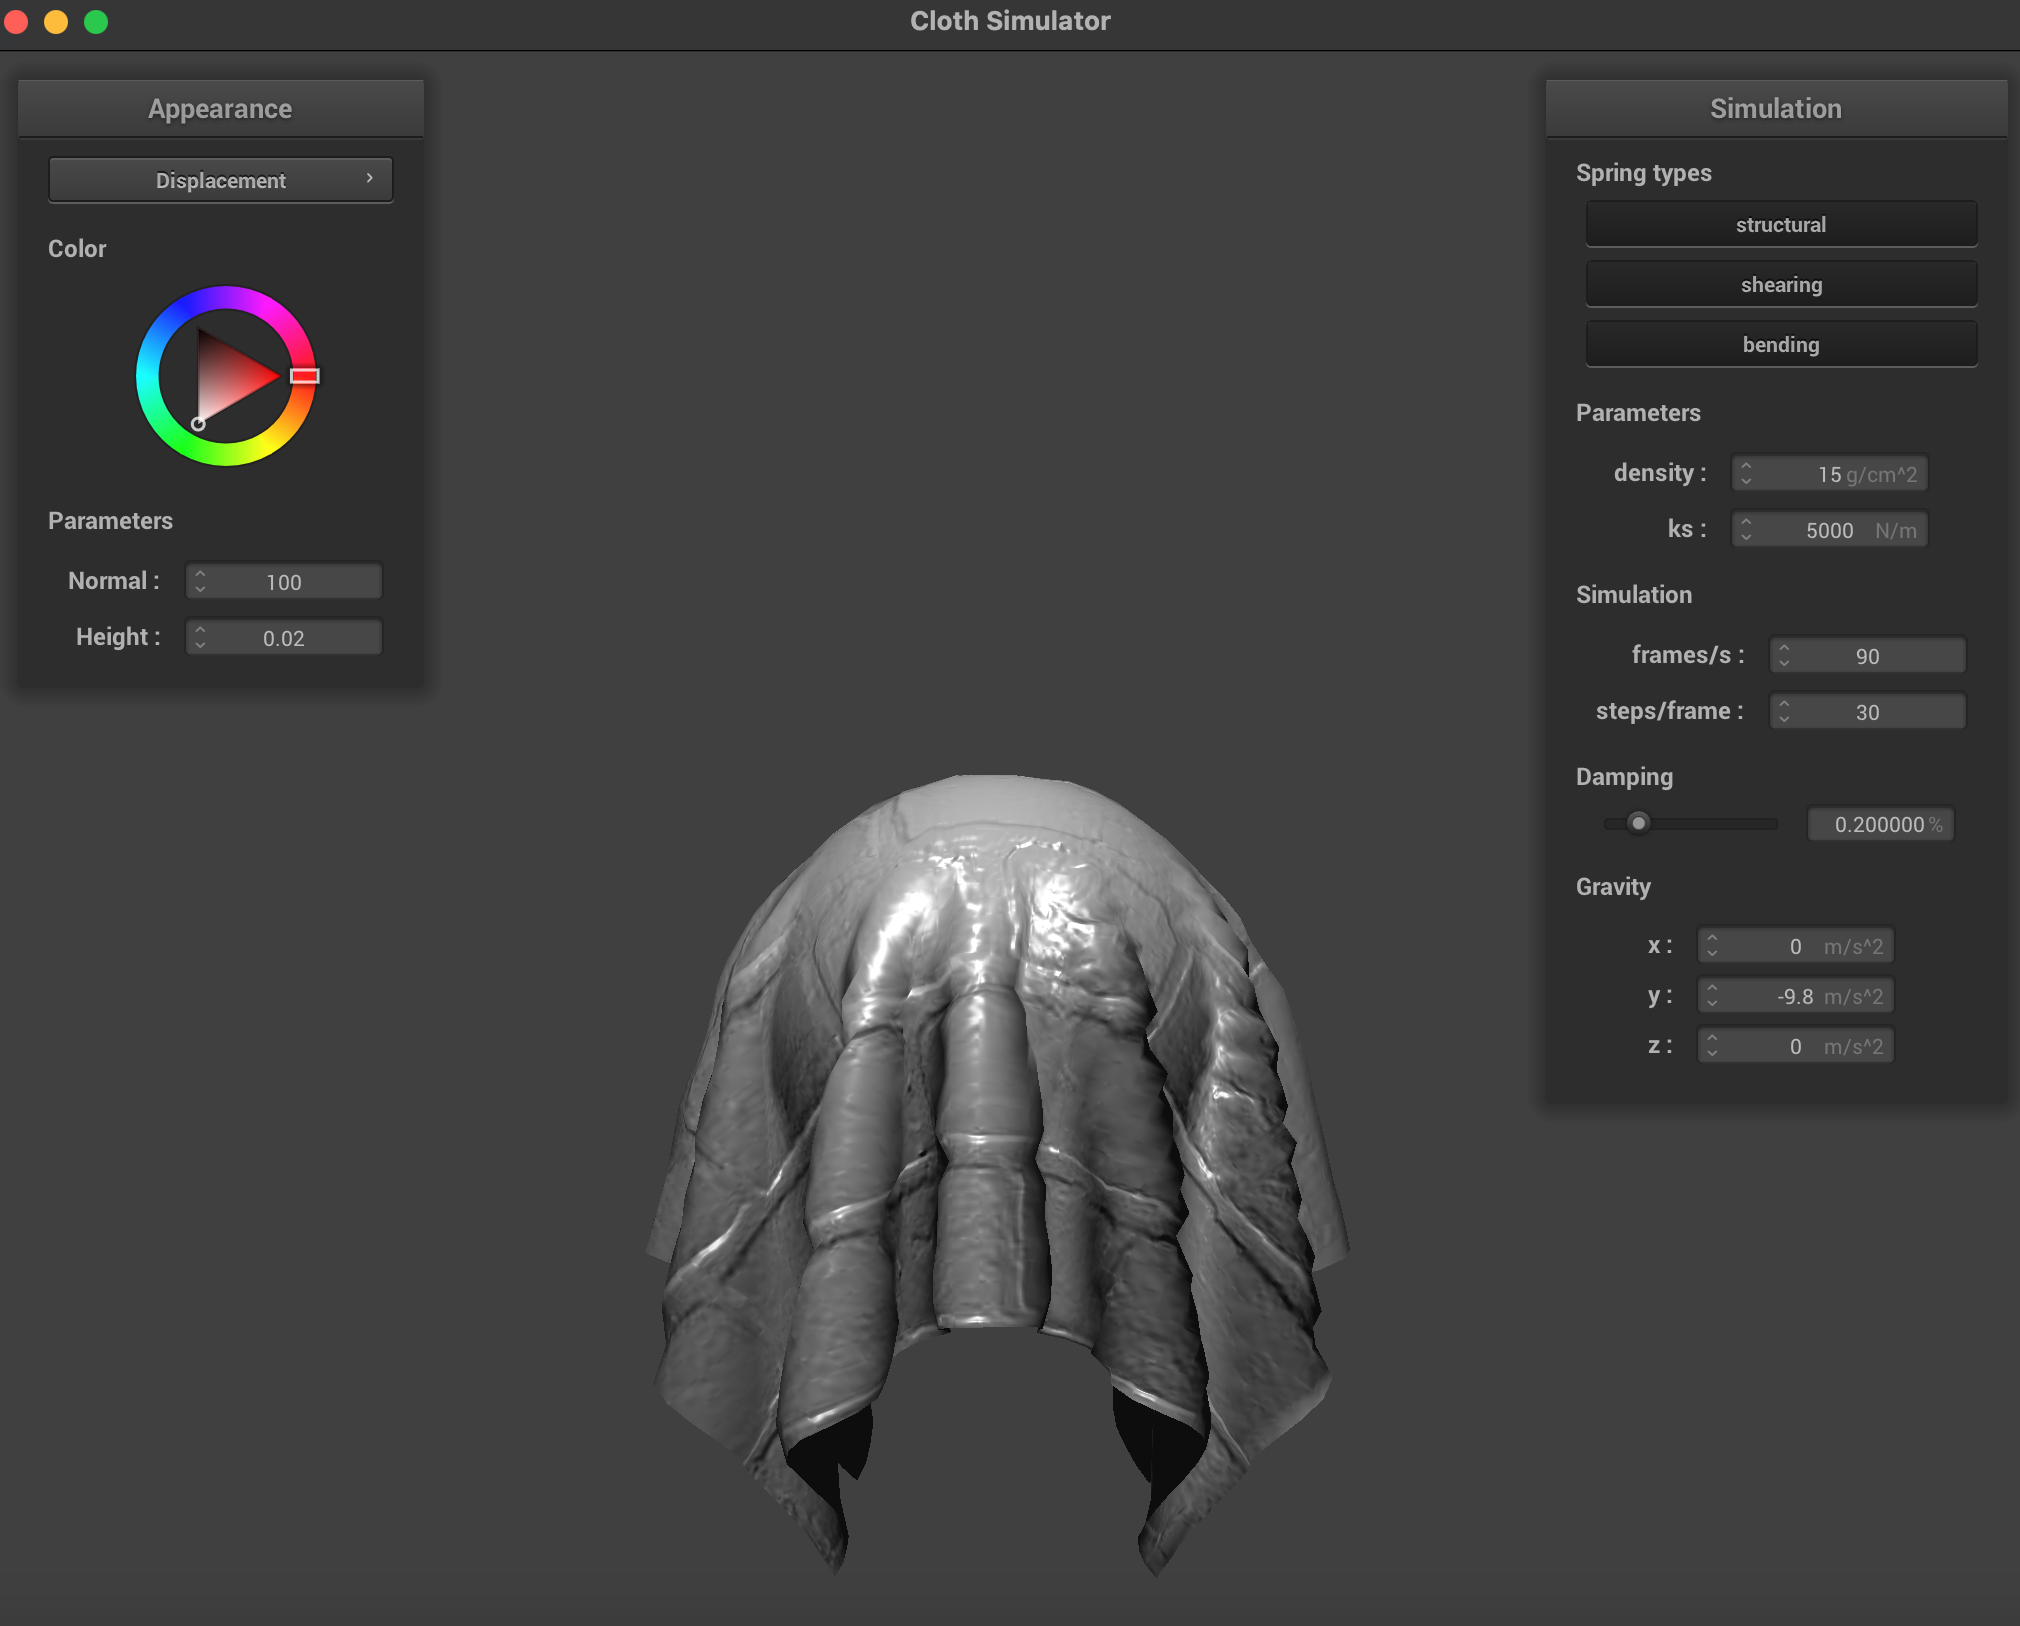 Cloth Simulator
Appearance
Displacement
Color
Parameters
Normal : 100
Height : 0.02
Simulation
Spring types
structural
shearing
bending
Parameters
density : 15 g/cm^2
ks : 5000 N/m
Simulation
frames/s : 90
steps/frame : 30
Damping
0.200000 %
Gravity
x : 0 m/s^2
y : -9.8 m/s^2
z : 0 m/s^2